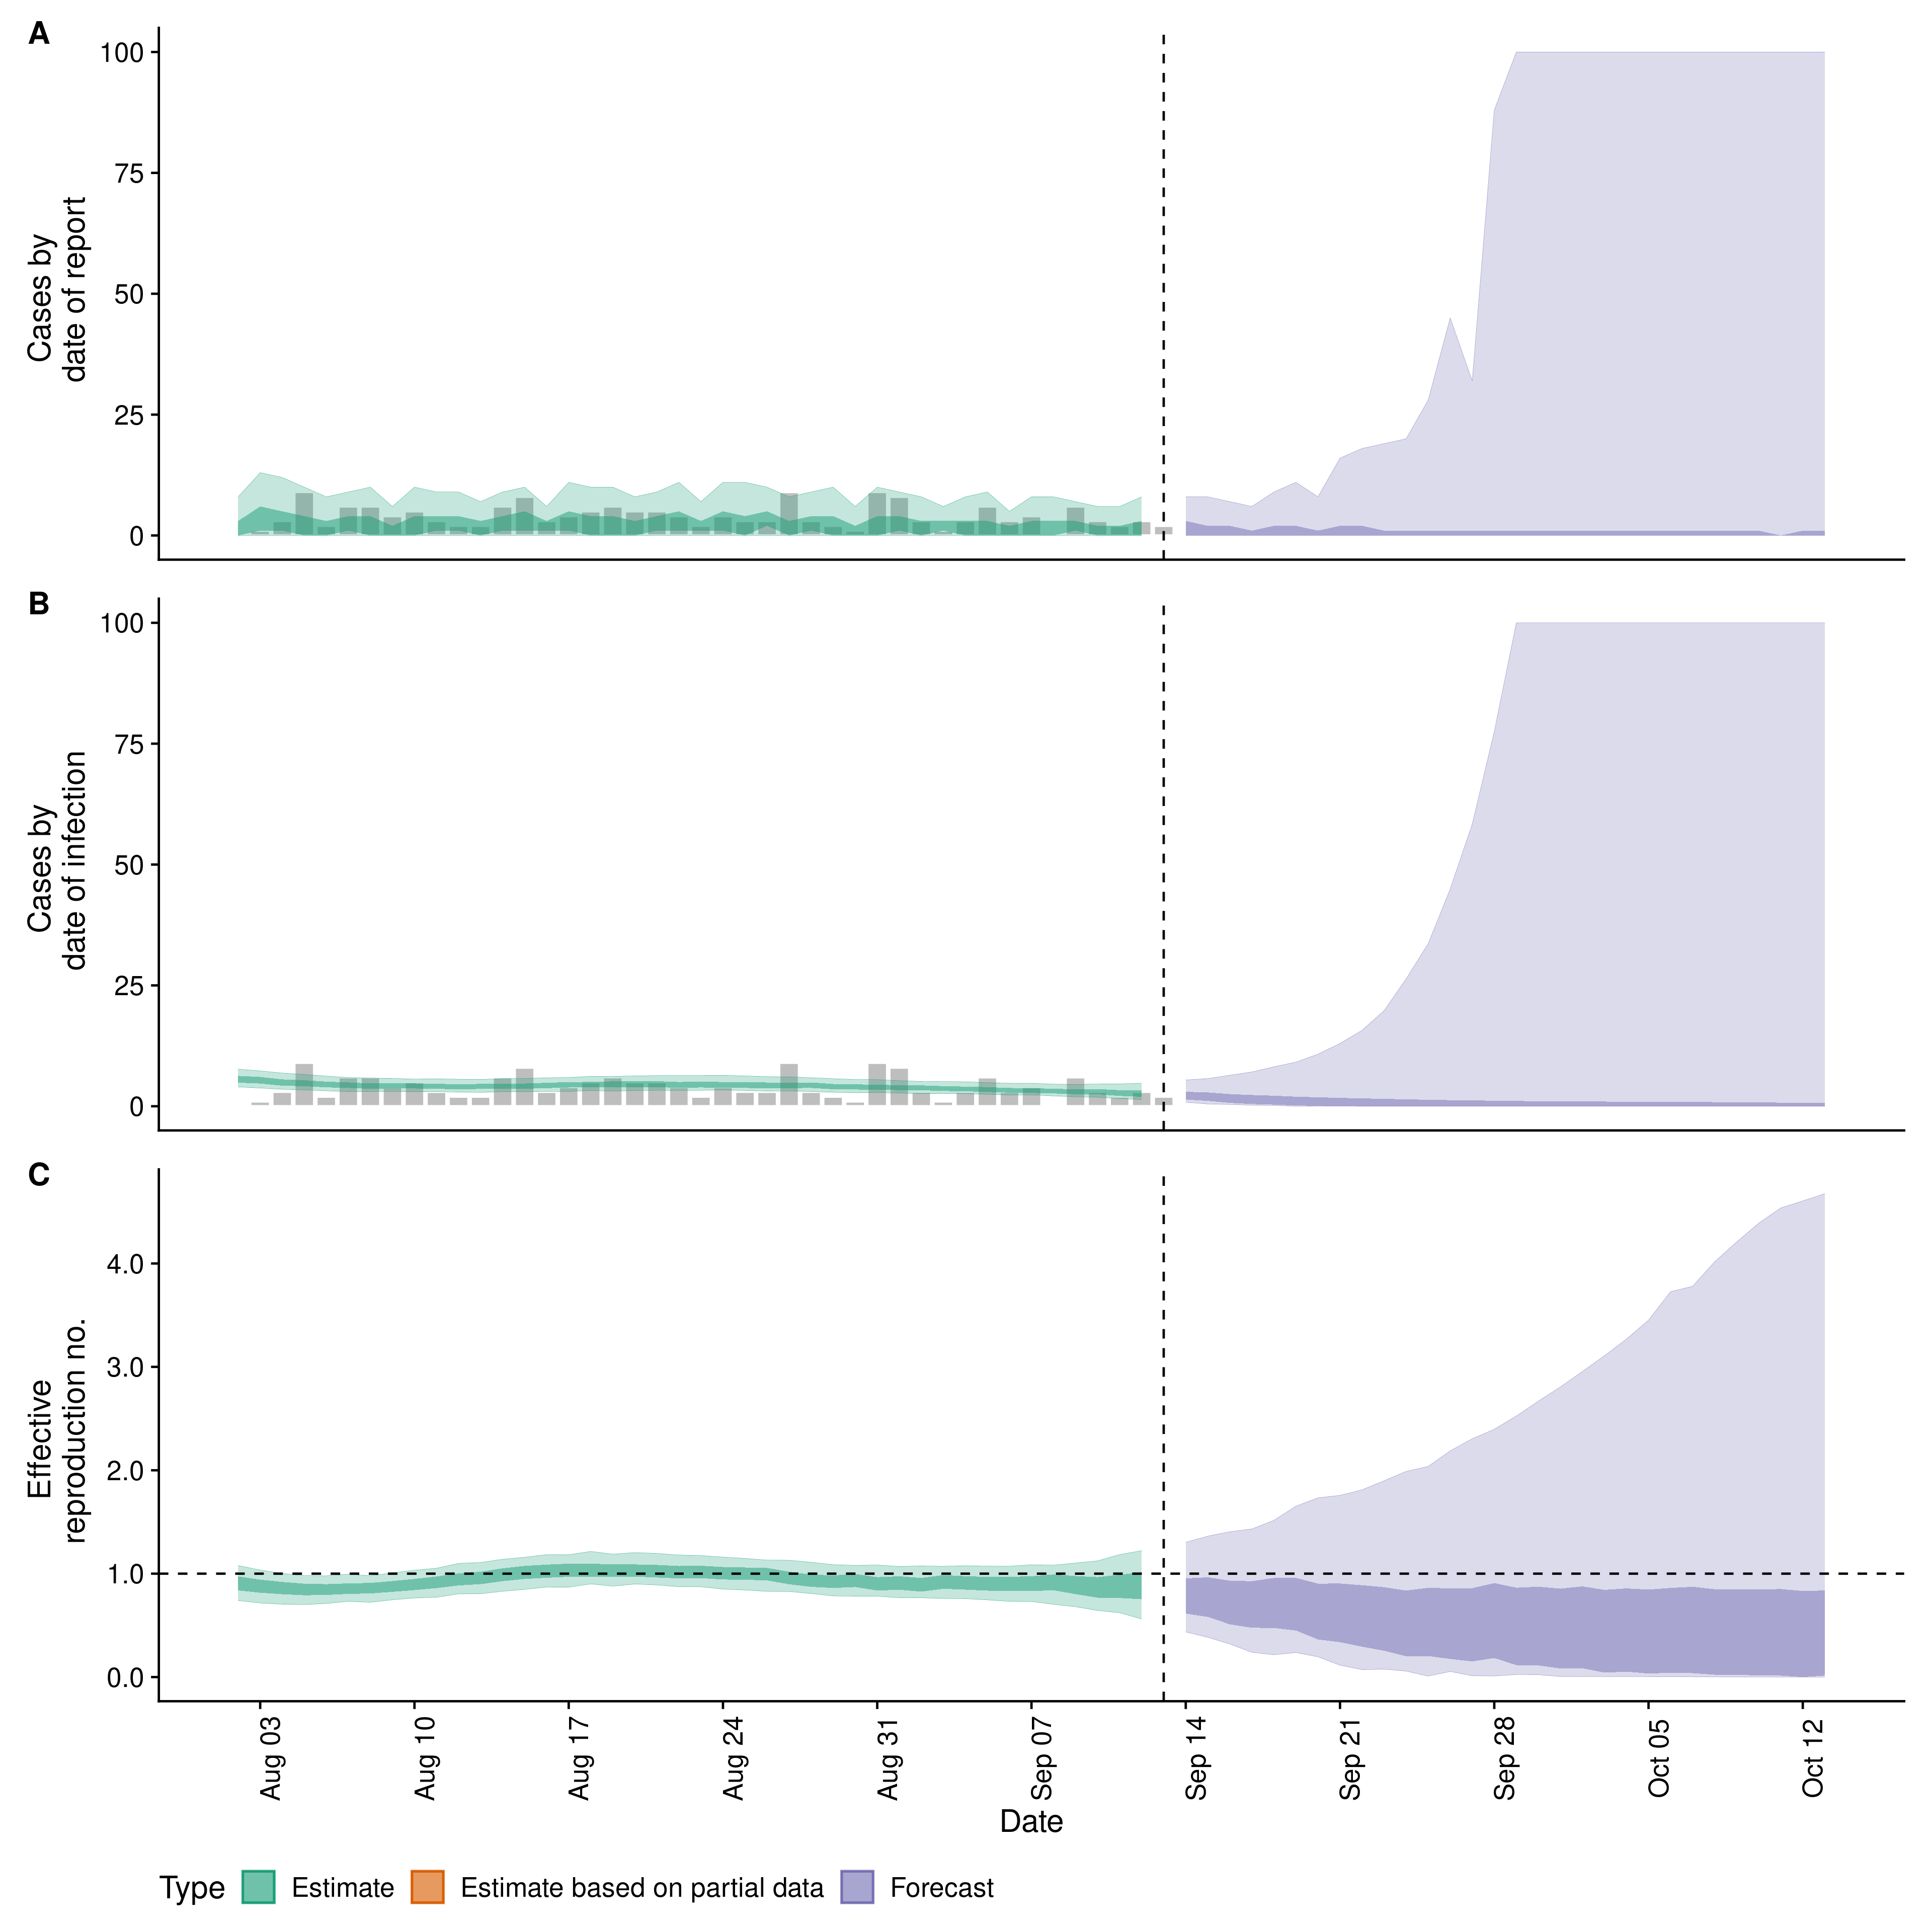 A
100
75
50
25
0
Cases by
date of report
B
100
75
50
25
0
Cases by
date of infection
C
4.0
3.0
2.0
1.0
0.0
Effective
reproduction no.
Aug 03
Aug 10
Aug 17
Aug 24
Aug 31
Sep 07
Sep 14
Sep 21
Sep 28
Oct 05
Oct 12
Date
Type Estimate Estimate based on partial data Forecast